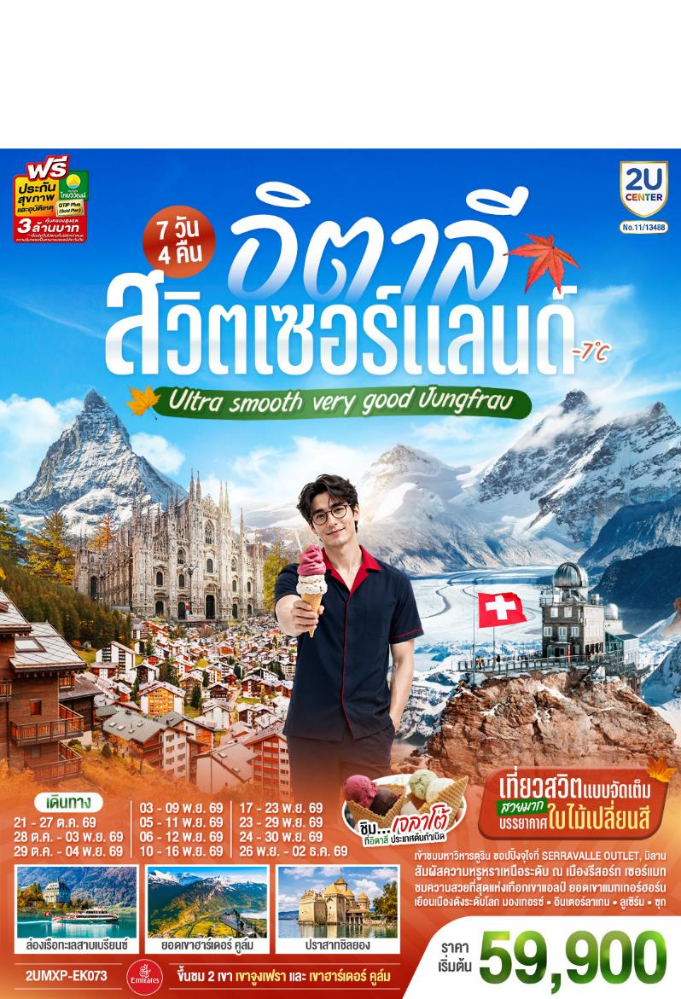 ฟรี
ประกัน
สุขภาพ
และอุบัติเหตุ
ไทยวิวัฒน์
QTIP Plus
(Gold Plan)
คุ้มครองสูงสุด
3 ล้านบาท
2U
CENTER
No.11/13488
7 วัน
4 คืน
อิตาลี
สวิตเซอร์แลนด์
-7°C
Ultra smooth very good Jungfrau
เดินทาง
21 - 27 ต.ค. 69
28 ต.ค. - 03 พ.ย. 69
29 ต.ค. - 04 พ.ย. 69
03 - 09 พ.ย. 69
05 - 11 พ.ย. 69
06 - 12 พ.ย. 69
10 - 16 พ.ย. 69
17 - 23 พ.ย. 69
23 - 29 พ.ย. 69
24 - 30 พ.ย. 69
26 พ.ย. - 02 ธ.ค. 69
ชิม...เจลาโต้
ที่อิตาลี ประเทศต้นกำเนิด
เที่ยวสวิตแบบจัดเต็ม
สวยมาก
บรรยากาศ ใบไม้เปลี่ยนสี
เข้าชมมหาวิหารดูริน ชอปปิ้งจุใจที่ SERRAVALLE OUTLET, มิลาน
สัมผัสความหรูหราเหนือระดับ ณ เมืองรีสอร์ท เซอร์แมท
ชมความสวยที่สุดแห่งเทือกเขาแอลป์ ยอดเขาแมทเทอร์ฮอร์น
เยือนเมืองดังระดับโลก มองเทรอซ์ • อินเตอร์ลาเกน • ลูเซิร์น • ซุก
ล่องเรือทะเลสาบเบรียนซ์
ยอดเขาฮาร์เดอร์ คูล์ม
ปราสาทชิลยอง
2UMXP-EK073
Emirates
ขึ้นชม 2 เขา เขาจุงเฟรา และ เขาฮาร์เดอร์ คูล์ม
ราคา
เริ่มต้น
59,900